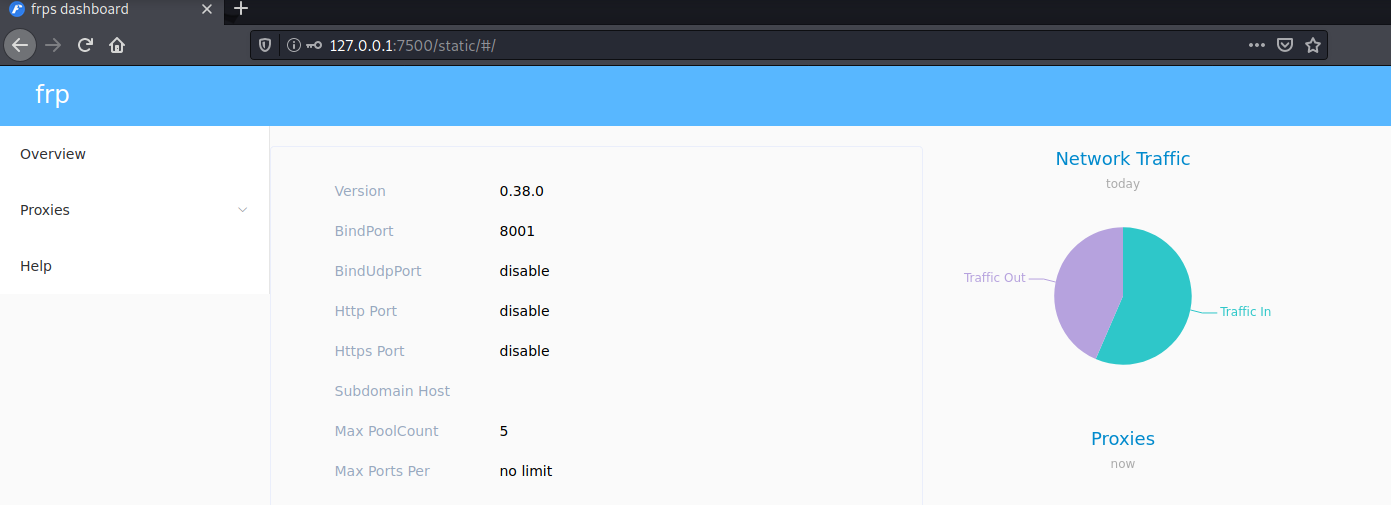 frps dashboard
127.0.0.1:7500/static/#/
frp
Overview
Proxies
Help
Version 0.38.0
BindPort 8001
BindUdpPort disable
Http Port disable
Https Port disable
Subdomain Host
Max PoolCount 5
Max Ports Per no limit
Network Traffic
today
Traffic Out
Traffic In
Proxies
now